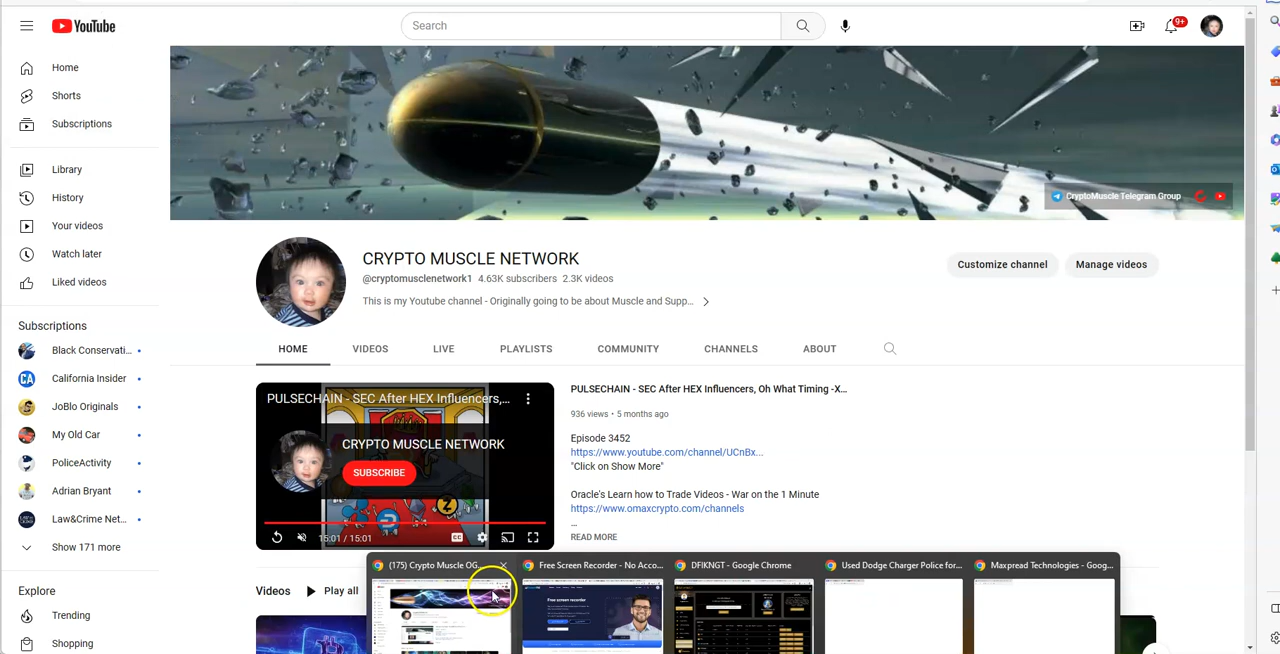 YouTube
Search
9+
Home
Shorts
Subscriptions
Library
History
Your videos
Watch later
Liked videos
Subscriptions
Black Conservati...
California Insider
JoBlo Originals
My Old Car
PoliceActivity
Adrian Bryant
Law&Crime Net...
Show 171 more
CryptoMuscle Telegram Group
CRYPTO MUSCLE NETWORK
@cryptomusclenetwork1 4.63K subscribers 2.3K videos
This is my Youtube channel - Originally going to be about Muscle and Supp...
Customize channel
Manage videos
HOME
VIDEOS
LIVE
PLAYLISTS
COMMUNITY
CHANNELS
ABOUT
PULSECHAIN - SEC After HEX Influencers,...
CRYPTO MUSCLE NETWORK
SUBSCRIBE
15:01 / 15:01
PULSECHAIN - SEC After HEX Influencers, Oh What Timing -X...
936 views • 5 months ago
Episode 3452
https://www.youtube.com/channel/UCnBx...
"Click on Show More"
Oracle's Learn how to Trade Videos - War on the 1 Minute
https://www.omaxcrypto.com/channels
...
READ MORE
Videos
(175) Crypto Muscle OG...
Free Screen Recorder - No Acco...
DFIKNGT - Google Chrome
Used Dodge Charger Police for...
Maxpread Technologies - Goog...
Free screen recorder